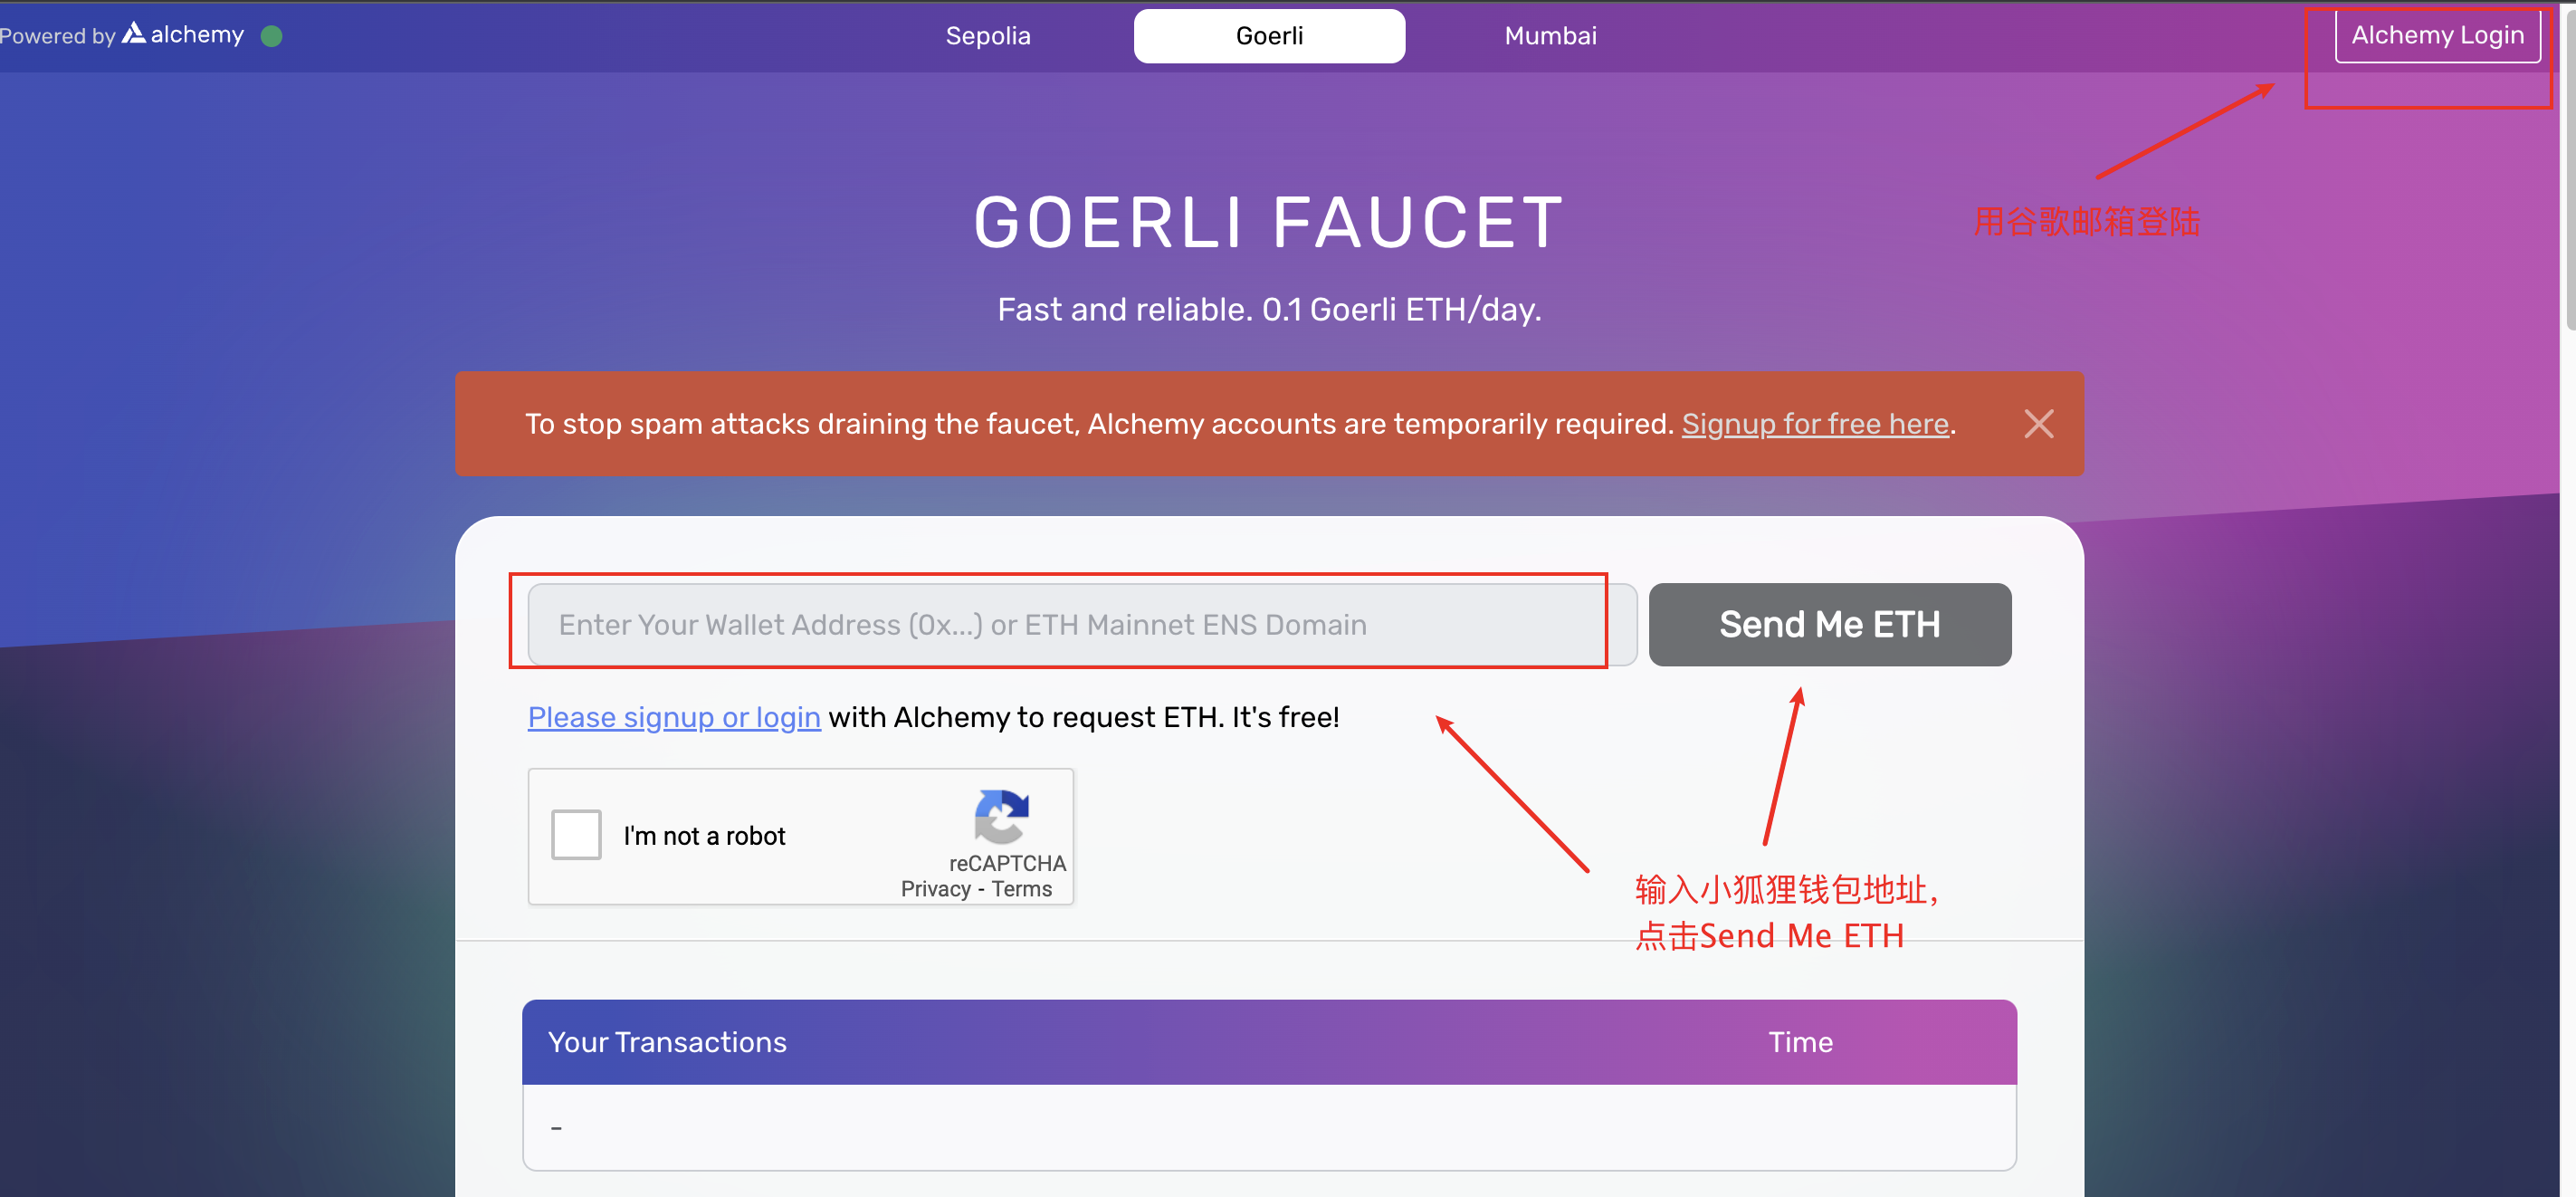 Powered by alchemy
Sepolia
Goerli
Mumbai
Alchemy Login
用谷歌邮箱登陆
GOERLI FAUCET
Fast and reliable. 0.1 Goerli ETH/day.
To stop spam attacks draining the faucet, Alchemy accounts are temporarily required. Signup for free here.
Enter Your Wallet Address (0x...) or ETH Mainnet ENS Domain
Send Me ETH
Please signup or login with Alchemy to request ETH. It's free!
I'm not a robot
reCAPTCHA
Privacy - Terms
输入小狐狸钱包地址，
点击Send Me ETH
Your Transactions
Time
-